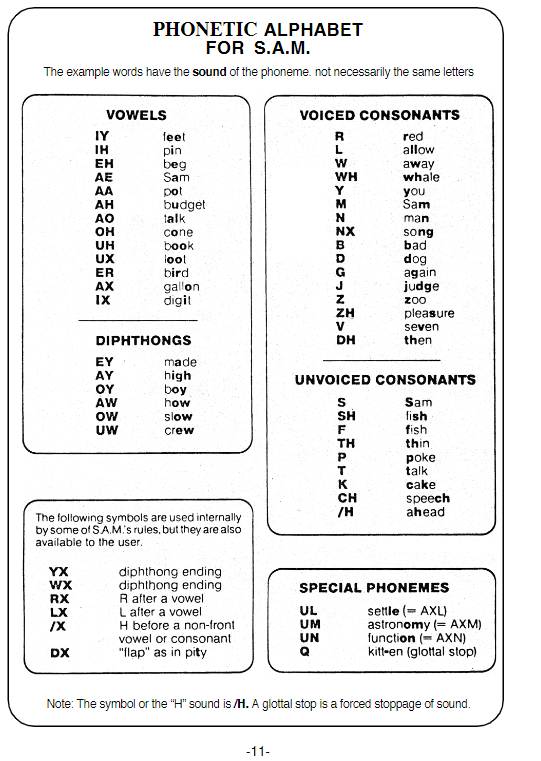 PHONETIC ALPHABET
FOR S.A.M.
The example words have the sound of the phoneme. not necessarily the same letters
VOWELS
IY feet
IH pin
EH beg
AE Sam
AA pot
AH budget
AO talk
OH cone
UH book
UX loot
ER bird
AX gallon
IX digit
DIPHTHONGS
EY made
AY high
OY boy
AW how
OW slow
UW crew
The following symbols are used internally
by some of S.A.M.'s rules, but they are also
available to the user.
YX diphthong ending
WX diphthong ending
RX R after a vowel
LX L after a vowel
/X H before a non-front
vowel or consonant
DX "flap" as in pity
VOICED CONSONANTS
R red
L allow
W away
WH whale
Y you
M Sam
N man
NX song
B bad
D dog
G again
J judge
Z zoo
ZH pleasure
V seven
DH then
UNVOICED CONSONANTS
S Sam
SH fish
F fish
TH thin
P poke
T talk
K cake
CH speech
/H ahead
SPECIAL PHONEMES
UL settle (= AXL)
UM astronomy (= AXM)
UN function (= AXN)
Q kitt-en (glottal stop)
Note: The symbol or the “H” sound is /H. A glottal stop is a forced stoppage of sound.
-11-